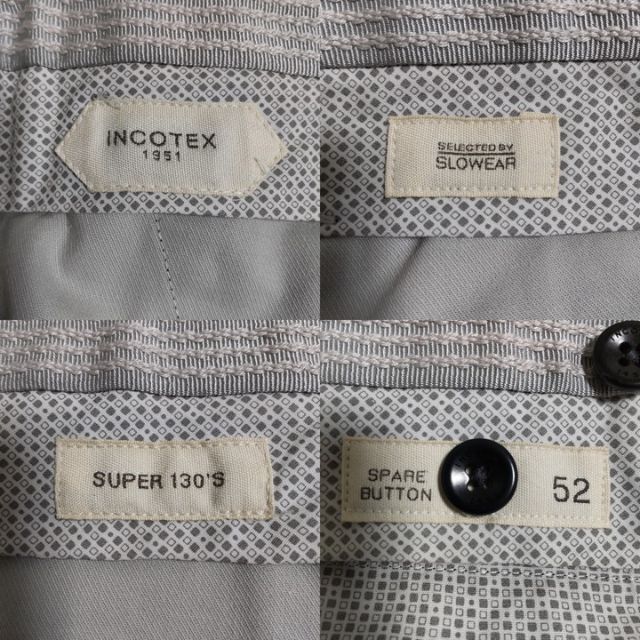 INCOTEX
1951
SELECTED BY
SLOWEAR
SUPER 130'S
SPARE
BUTTON
52